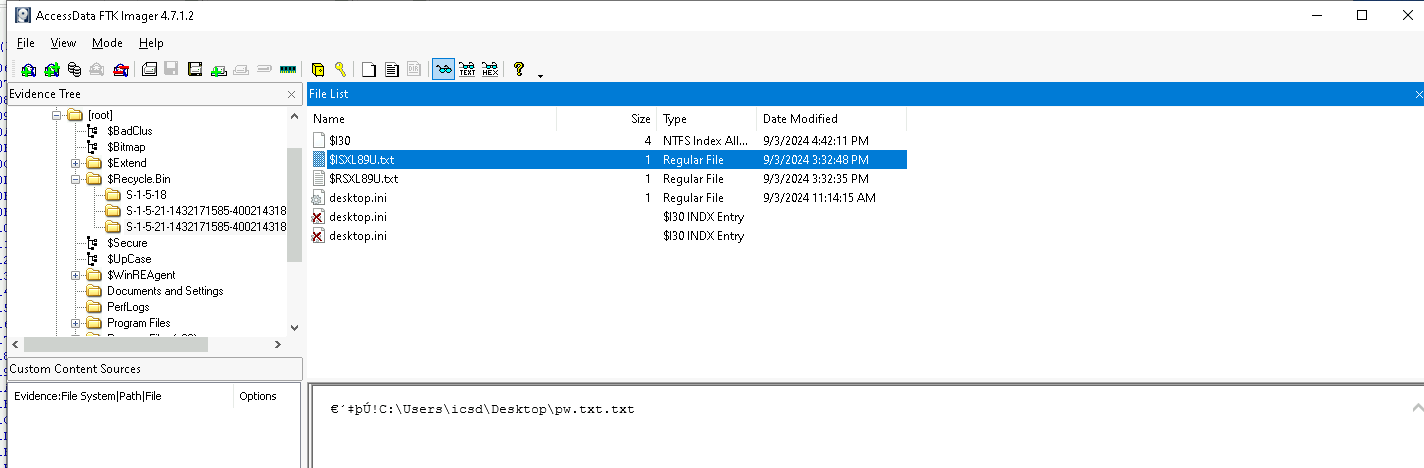 AccessData FTK Imager 4.7.1.2
File View Mode Help
Evidence Tree
File List
[root]
$BadClus
$Bitmap
$Extend
$Recycle.Bin
S-1-5-18
S-1-5-21-1432171585-400214318
S-1-5-21-1432171585-400214318
$Secure
$UpCase
$WinREAgent
Documents and Settings
PerfLogs
Program Files
Name Size Type Date Modified
$I30 4 NTFS Index All... 9/3/2024 4:42:11 PM
$ISXL89U.txt 1 Regular File 9/3/2024 3:32:48 PM
$RSXL89U.txt 1 Regular File 9/3/2024 3:32:35 PM
desktop.ini 1 Regular File 9/3/2024 11:14:15 AM
desktop.ini $I30 INDX Entry
desktop.ini $I30 INDX Entry
Custom Content Sources
Evidence:File System|Path|File Options
€´‡þÚ!C:\Users\icsd\Desktop\pw.txt.txt